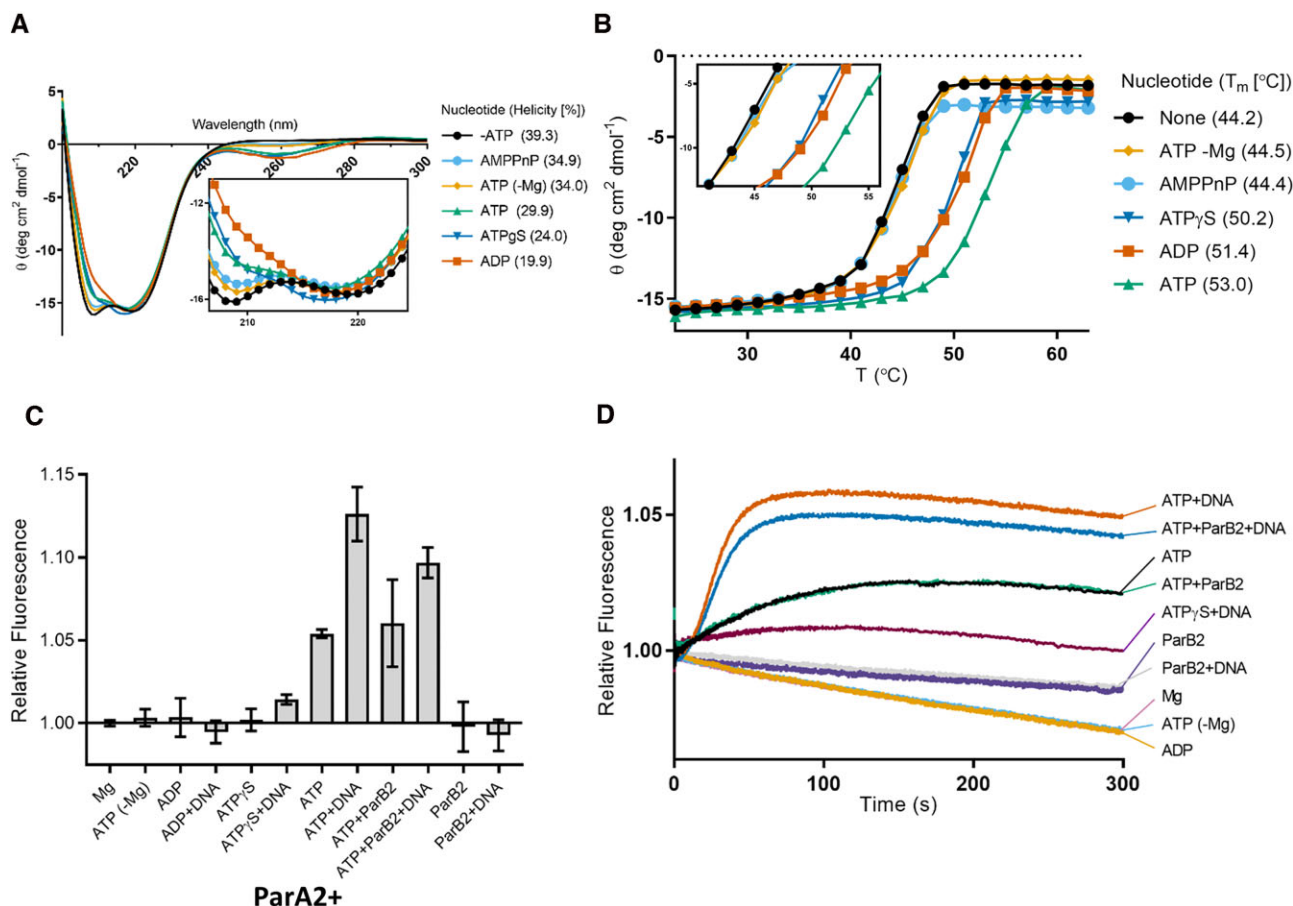 A
5
0
-5
-10
-15
Wavelength (nm)
220
240
260
280
300
θ (deg cm² dmol⁻¹)
-12
-16
210
220
Nucleotide (Helicity [%])
-ATP (39.3)
AMPPnP (34.9)
ATP (-Mg) (34.0)
ATP (29.9)
ATPgS (24.0)
ADP (19.9)
B
0
-5
-10
-15
θ (deg cm² dmol⁻¹)
-5
-10
45
50
55
30
40
50
60
T (°C)
Nucleotide (Tm [°C])
None (44.2)
ATP -Mg (44.5)
AMPPnP (44.4)
ATPγS (50.2)
ADP (51.4)
ATP (53.0)
C
1.15
1.10
1.05
1.00
Relative Fluorescence
Mg
ATP (-Mg)
ADP
ADP+DNA
ATPγS
ATPγS+DNA
ATP
ATP+DNA
ATP+ParB2
ATP+ParB2+DNA
ParB2
ParB2+DNA
ParA2+
D
1.05
1.00
Relative Fluorescence
0
100
200
300
Time (s)
ATP+DNA
ATP+ParB2+DNA
ATP
ATP+ParB2
ATPγS+DNA
ParB2
ParB2+DNA
Mg
ATP (-Mg)
ADP